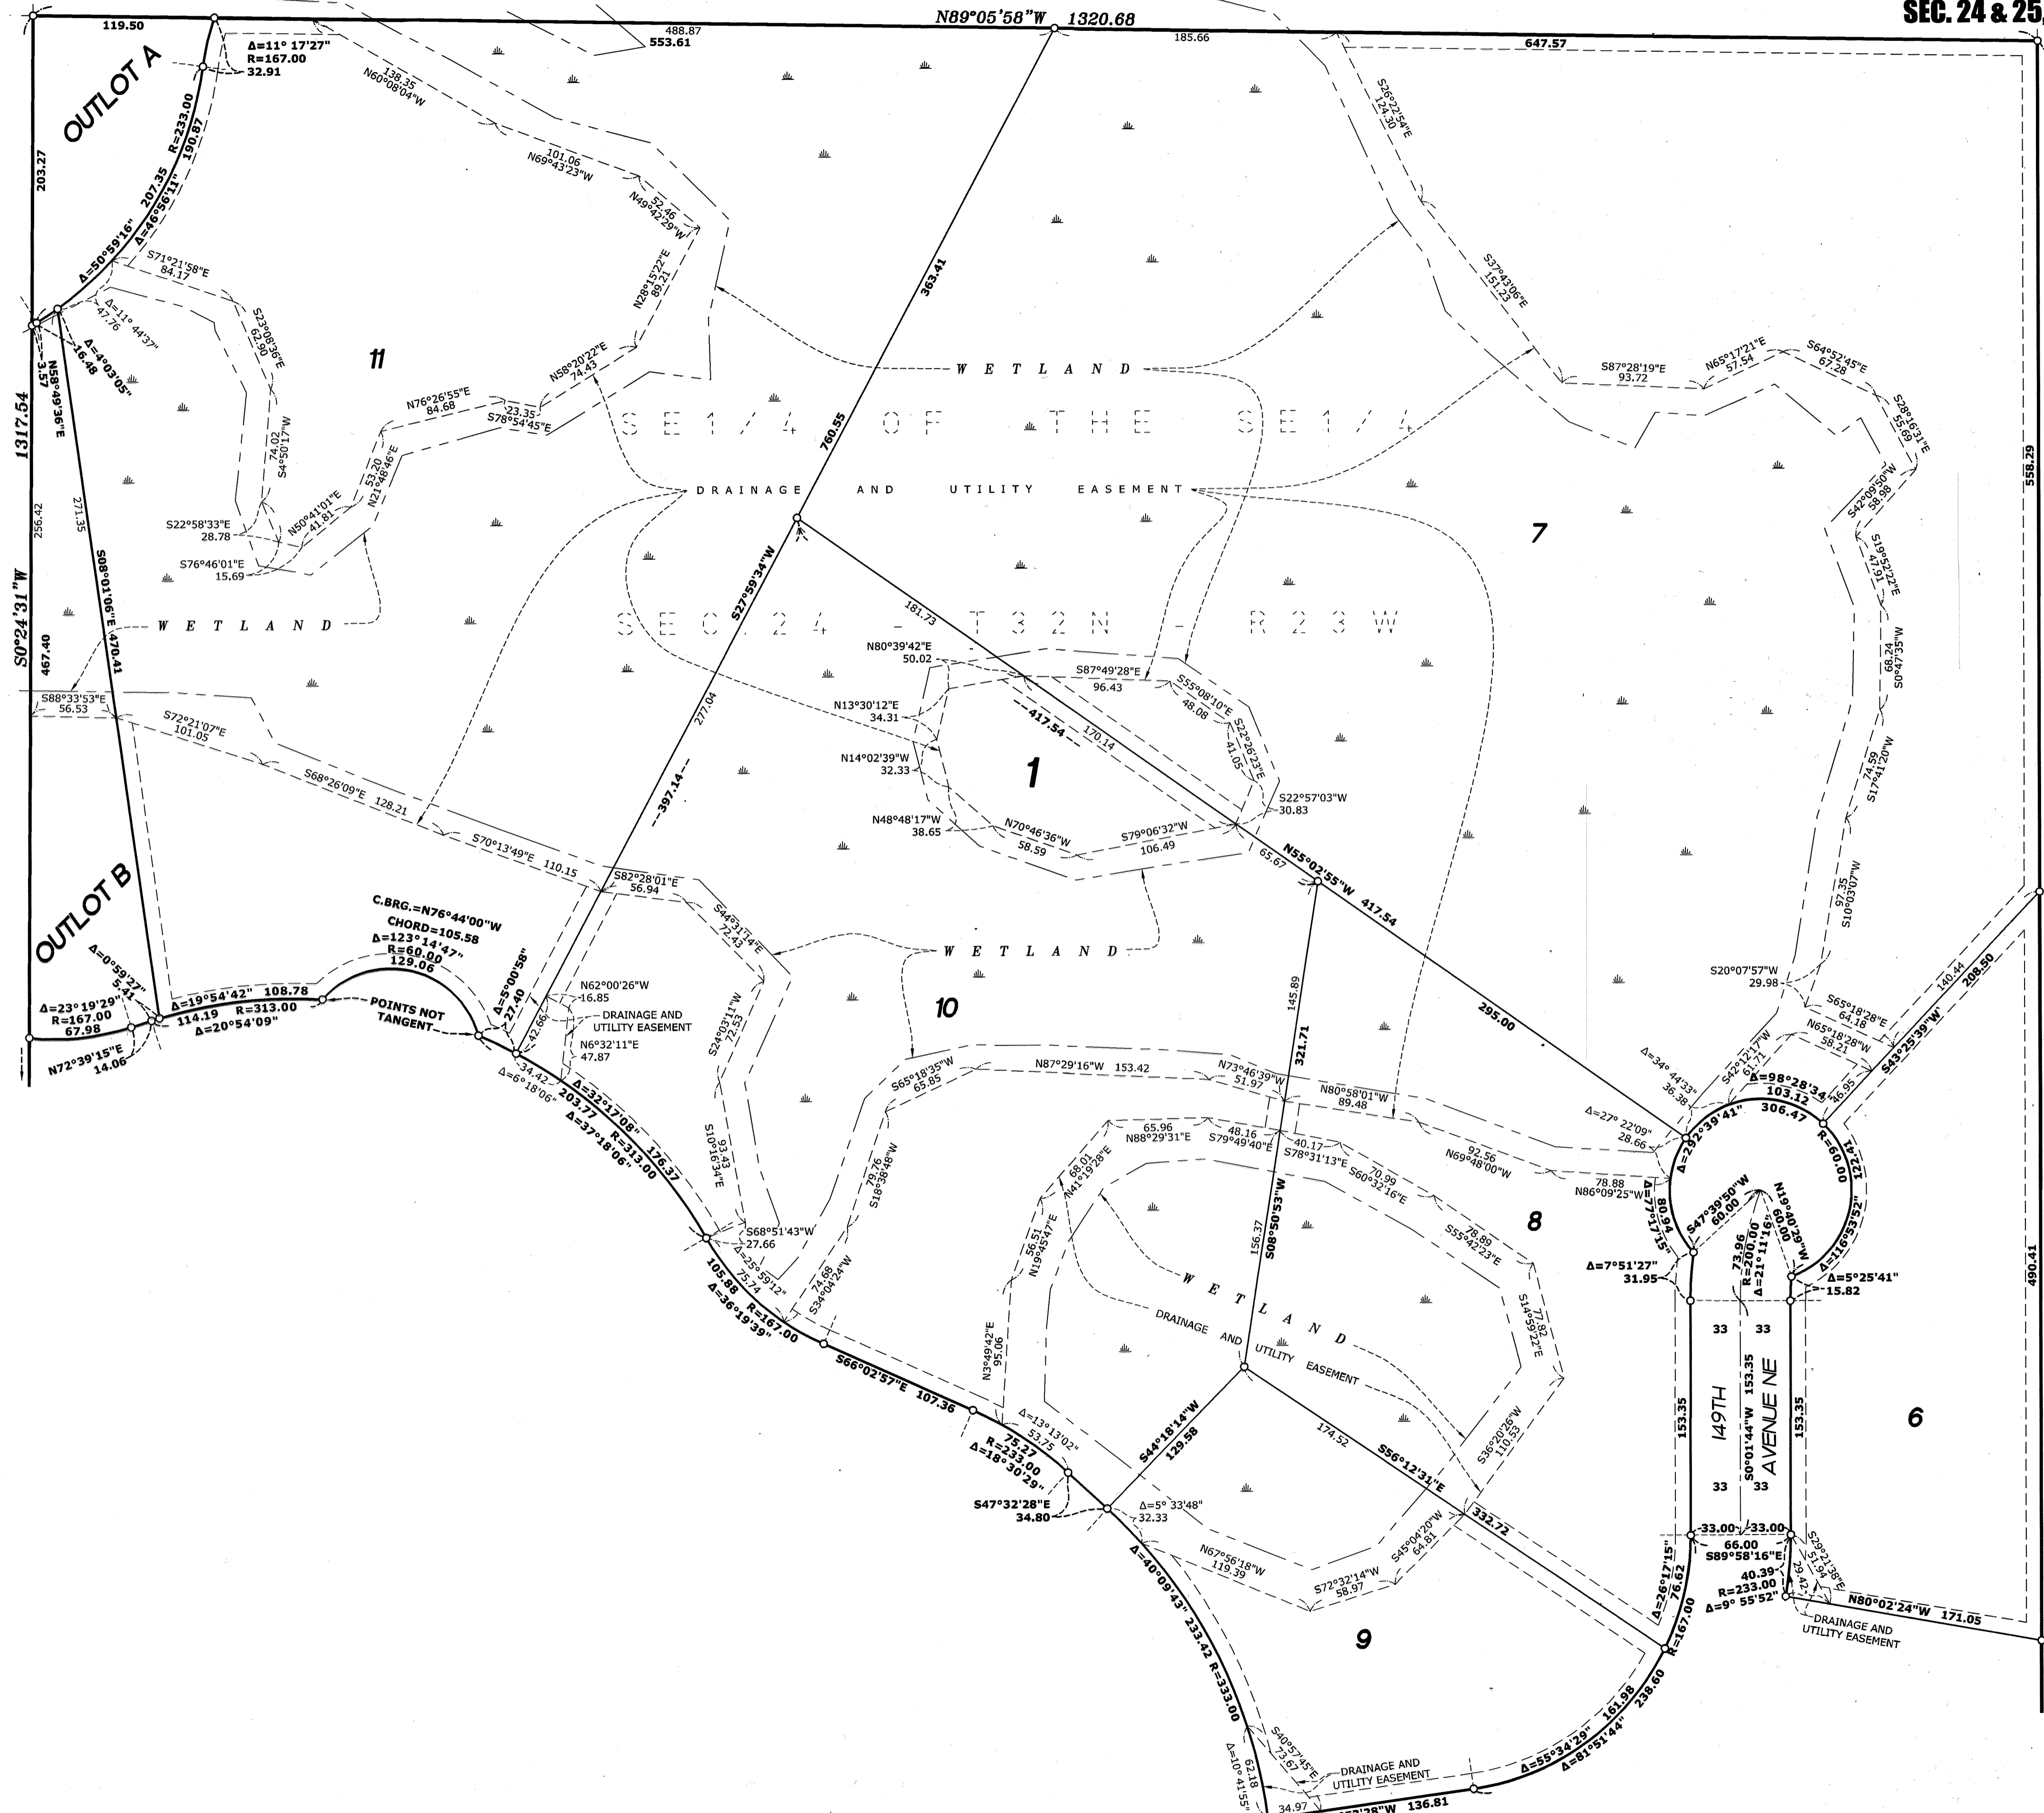 SEC. 24 & 25
N89°05'58"W 1320.68
119.50
488.87
553.61
185.66
647.57
OUTLOT A
Δ=11° 17'27"
R=167.00
32.91
203.27
R=233.00
190.87
207.35
Δ=46°56'11"
Δ=50°59'16"
138.35
N60°08'04"W
101.06
N69°43'23"W
52.46
N49°42'29"W
N28°15'22"E
89.21
S26°22'54"E
124.30
S37°43'06"E
151.23
363.41
S71°21'58"E
84.17
Δ=11° 44'37"
47.76
Δ=4°03'05"
16.48
N58°49'36"E
3.57
S23°08'36"E
62.90
11
N58°20'22"E
74.43
N76°26'55"E
84.68
23.35
S78°54'45"E
74.02
S4°50'17"W
53.20
N21°48'46"E
N50°41'01"E
41.81
S22°58'33"E
28.78
S76°46'01"E
15.69
WETLAND
SE1/4 OF THE SE1/4
760.55
DRAINAGE AND UTILITY EASEMENT
S87°28'19"E
93.72
N65°17'21"E
57.54
S64°52'45"E
67.28
S28°16'31"E
55.69
S42°09'50"W
58.98
S19°52'22"E
47.91
68.24
S0°47'35"W
74.59
S17°41'20"W
97.35
S10°03'07"W
558.29
7
1317.54
S0°24'31"W
256.42
467.40
271.35
S08°01'06"E 470.41
WETLAND
S27°59'34"W
SEC.24 - T32N - R23W
181.73
N80°39'42"E
50.02
S87°49'28"E
96.43
S55°08'10"E
48.08
S22°26'23"E
41.05
N13°30'12"E
34.31
417.54
170.14
N14°02'39"W
32.33
1
S22°57'03"W
30.83
N48°48'17"W
38.65
N70°46'36"W
58.59
S79°06'32"W
106.49
65.67
N55°02'55"W 417.54
277.04
397.14
S88°33'53"E
56.53
S72°21'07"E
101.05
S68°26'09"E 128.21
S70°13'49"E 110.15
S82°28'01"E
56.94
S44°31'14"E
72.43
WETLAND
OUTLOT B
C.BRG.=N76°44'00"W
CHORD=105.58
Δ=123°14'47"
R=60.00
129.06
Δ=0°59'27"
5.41
Δ=23°19'29"
R=167.00
67.98
N72°39'15"E
14.06
Δ=19°54'42" 108.78
114.19 R=313.00
Δ=20°54'09"
POINTS NOT
TANGENT
Δ=5°00'58"
27.40
42.66
N62°00'26"W
16.85
DRAINAGE AND
UTILITY EASEMENT
N6°32'11"E
47.87
34.42
Δ=6°18'06"
Δ=32°17'08"
176.37
203.77 R=313.00
Δ=37°18'06"
S24°03'11"W
72.53
10
145.89
321.71
295.00
S20°07'57"W
29.98
S65°18'28"E
64.18
N65°18'28"W
58.21
140.44
208.50
S43°25'39"W
46.95
S42°12'17"W
61.71
Δ=34° 44'33"
36.38
Δ=98°28'34"
103.12
306.47
Δ=292°39'41"
R=60.00
122.41
Δ=116°53'52"
Δ=27° 22'09"
28.66
S65°18'35"W
65.85
N87°29'16"W 153.42
N73°46'39"W
51.97
N80°58'01"W
89.48
65.96
N88°29'31"E
48.16
S79°49'40"E
40.17
S78°31'13"E
92.56
N69°48'00"W
78.88
N86°09'25"W
93.43
S10°16'34"E
79.76
S18°38'48"W
68.01
N41°19'28"E
56.51
N19°45'47"E
70.99
S60°32'16"E
78.89
S55°42'23"E
77.82
S14°59'22"E
8
156.37
S08°50'53"W
80.94
Δ=77°17'15"
S47°39'50"W
60.00
N19°40'29"W
60.00
73.96
R=200.00
Δ=21°11'16"
Δ=7°51'27"
31.95
Δ=5°25'41"
15.82
490.41
S68°51'43"W
27.66
Δ=25°59'12"
75.74
105.88 R=167.00
Δ=36°19'39"
74.68
S34°04'24"W
WETLAND
DRAINAGE AND UTILITY EASEMENT
N3°49'42"E
95.06
S66°02'57"E 107.36
Δ=13°13'02"
53.75
75.27
R=233.00
Δ=18°30'29"
S47°32'28"E
34.80
S44°18'14"W
129.58
174.52
S56°12'31"E
332.72
S36°20'26"W
110.53
33 33
153.35
149TH
AVENUE NE
S0°01'44"W 153.35
153.35
33 33
6
33.00 33.00
66.00
S89°58'16"E
40.39
R=233.00
Δ=9° 55'52"
S29°21'38"E
51.94
29.42
N80°02'24"W 171.05
DRAINAGE AND
UTILITY EASEMENT
Δ=5° 33'48"
32.33
N67°56'18"W
119.39
S72°32'14"W
58.97
S45°04'20"W
64.81
Δ=26°17'15"
76.62
R=167.00
9
Δ=40°09'43" 233.42 R=333.00
161.98
238.60
Δ=55°34'29"
Δ=81°51'44"
S40°57'45"E
73.67
62.18
Δ=10° 41'55"
DRAINAGE AND
UTILITY EASEMENT
34.97
28"W 136.81